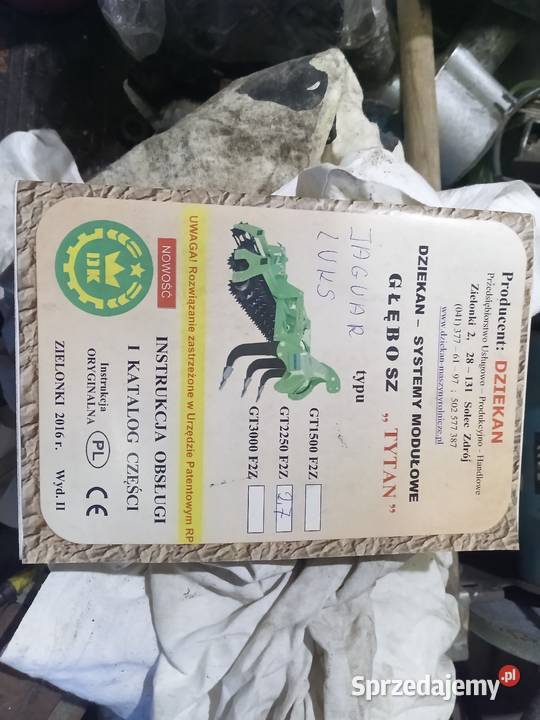 Producent: DZIEKAN
Przedsiębiorstwo Usługowo – Produkcyjno – Handlowe
Zielonki 2, 28 – 131 Solec Zdrój
(041) 377 – 61 – 97 ; 502 577 387
www.dziekan-maszynyrolnicze.pl
DZIEKAN – SYSTEMY MODUŁOWE
GŁĘBOSZ „ TYTAN ”
typu
JAGUAR
LUKS
GT1500 F2Z
GT2250 F2Z 27
GT3000 F2Z
UWAGA! Rozwiązanie zastrzeżone w Urzędzie Patentowym RP
NOWOŚĆ
DK
INSTRUKCJA OBSŁUGI
I KATALOG CZĘŚCI
Instrukcja
ORYGINALNA
PL
CE
ZIELONKI 2016 r. Wyd. II
Sprzedajemy.pl